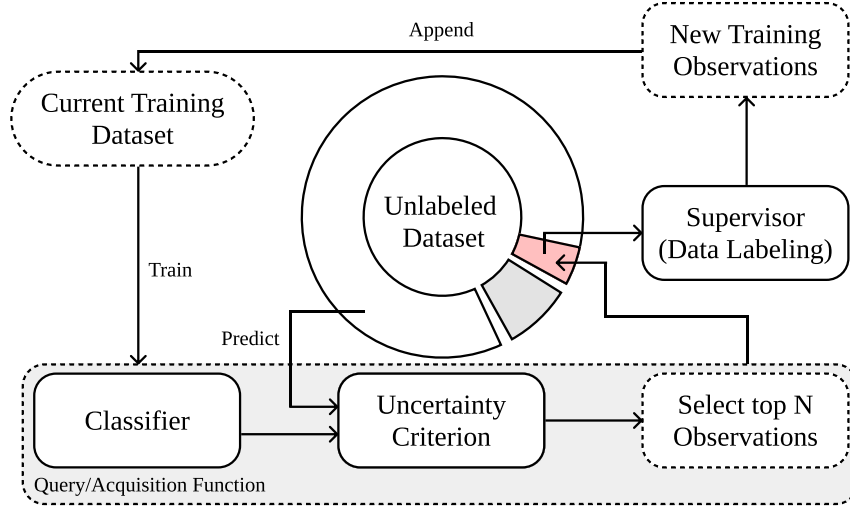 Append
New Training
Observations
Current Training
Dataset
Unlabeled
Dataset
Supervisor
(Data Labeling)
Train
Predict
Classifier
Uncertainty
Criterion
Select top N
Observations
Query/Acquisition Function